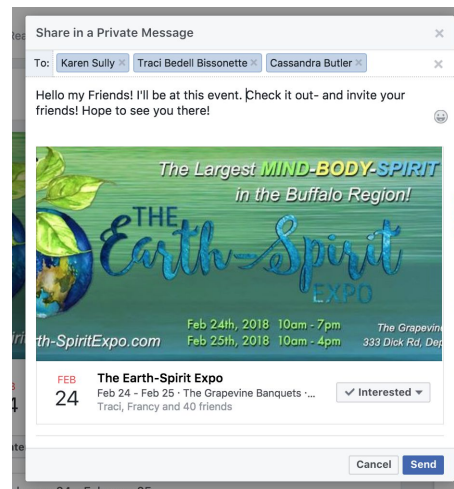 Share in a Private Message
To: Karen Sully Traci Bedell Bissonette Cassandra Butler
Hello my Friends! I'll be at this event. Check it out- and invite your
friends! Hope to see you there!
The Largest MIND-BODY-SPIRIT
in the Buffalo Region!
THE
Earth-Spirit
EXPO
Feb 24th, 2018 10am - 7pm
Feb 25th, 2018 10am - 4pm
The Grapevin
333 Dick Rd, Dep
th-SpiritExpo.com
FEB
24
The Earth-Spirit Expo
Feb 24 - Feb 25 · The Grapevine Banquets ·...
Traci, Francy and 40 friends
Interested
Cancel Send